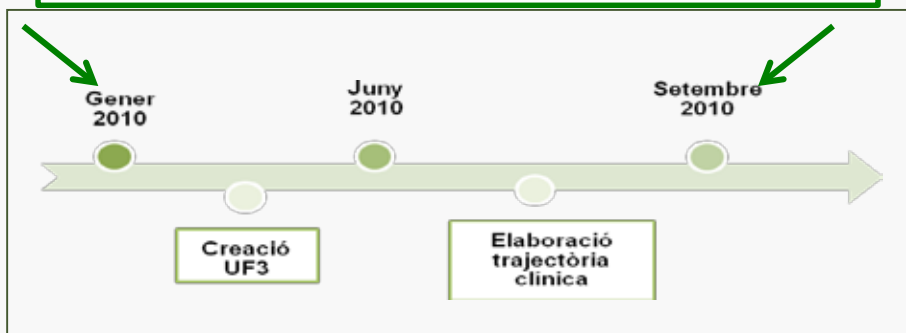 Gener
2010
Juny
2010
Setembre
2010
Creació
UF3
Elaboració
trajectòria
clínica